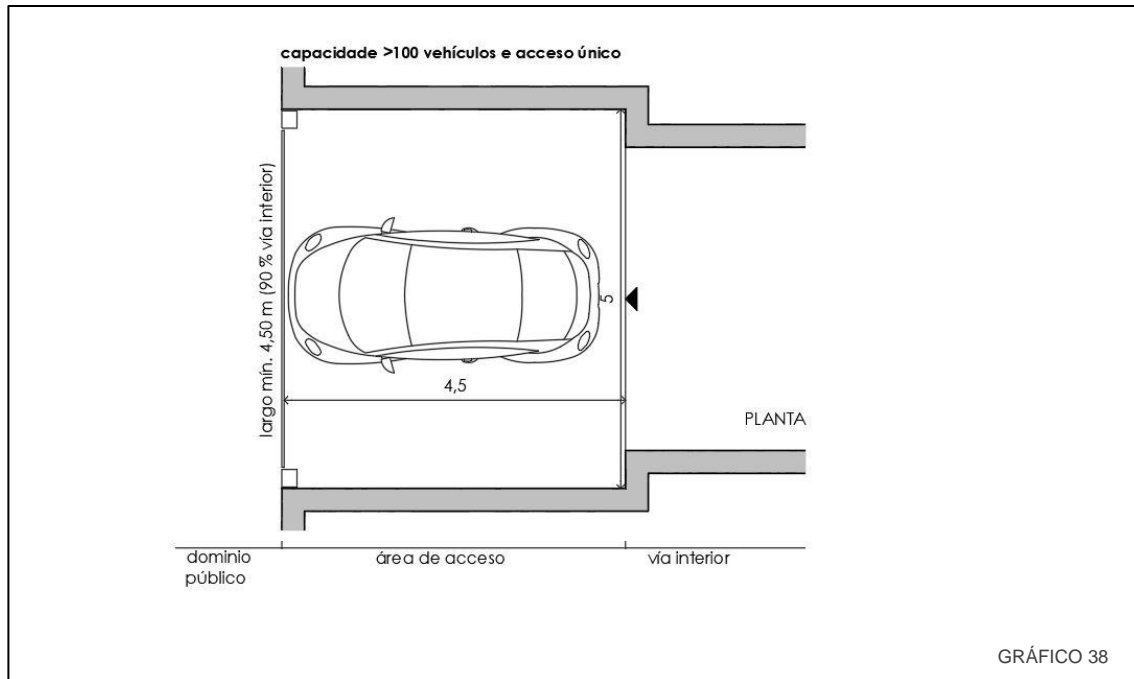 capacidade >100 vehículos e acceso único
largo mín. 4,50 m (90 % vía interior)
5
4,5
PLANTA
dominio
público
área de acceso
vía interior
GRÁFICO 38